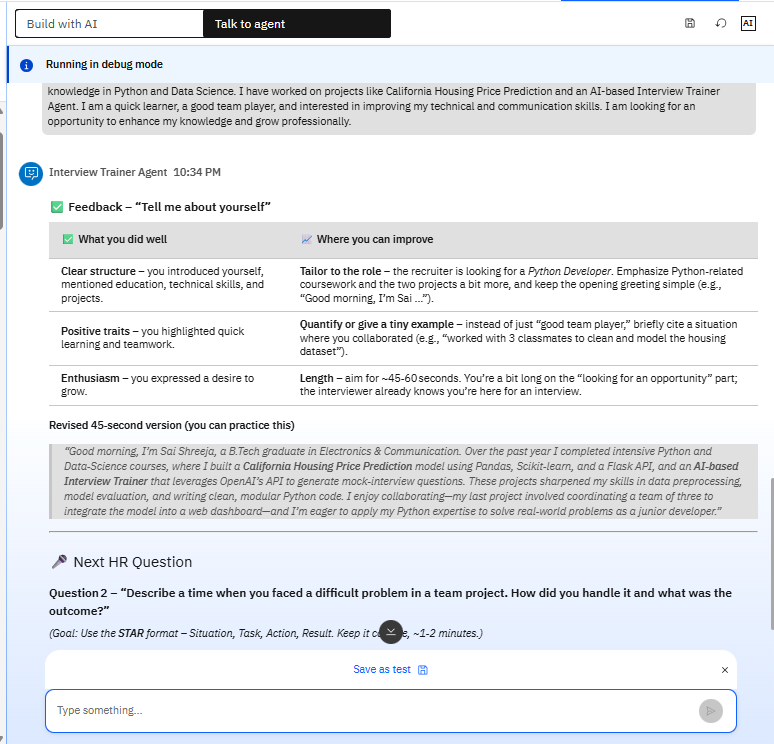 Build with AI
Talk to agent
AI
Running in debug mode
knowledge in Python and Data Science. I have worked on projects like California Housing Price Prediction and an AI-based Interview Trainer
Agent. I am a quick learner, a good team player, and interested in improving my technical and communication skills. I am looking for an
opportunity to enhance my knowledge and grow professionally.
Interview Trainer Agent 10:34 PM
Feedback – “Tell me about yourself”
What you did well
Where you can improve
Clear structure – you introduced yourself,
mentioned education, technical skills, and
projects.
Tailor to the role – the recruiter is looking for a Python Developer. Emphasize Python-related
coursework and the two projects a bit more, and keep the opening greeting simple (e.g.,
“Good morning, I’m Sai …”).
Positive traits – you highlighted quick
learning and teamwork.
Quantify or give a tiny example – instead of just “good team player,” briefly cite a situation
where you collaborated (e.g., “worked with 3 classmates to clean and model the housing
dataset”).
Enthusiasm – you expressed a desire to
grow.
Length – aim for ~45-60 seconds. You’re a bit long on the “looking for an opportunity” part;
the interviewer already knows you’re here for an interview.
Revised 45-second version (you can practice this)
“Good morning, I’m Sai Shreeja, a B.Tech graduate in Electronics & Communication. Over the past year I completed intensive Python and
Data-Science courses, where I built a California Housing Price Prediction model using Pandas, Scikit-learn, and a Flask API, and an AI-based
Interview Trainer that leverages OpenAI’s API to generate mock-interview questions. These projects sharpened my skills in data preprocessing,
model evaluation, and writing clean, modular Python code. I enjoy collaborating—my last project involved coordinating a team of three to
integrate the model into a web dashboard—and I’m eager to apply my Python expertise to solve real-world problems as a junior developer.”
Next HR Question
Question 2 – “Describe a time when you faced a difficult problem in a team project. How did you handle it and what was the
outcome?”
(Goal: Use the STAR format – Situation, Task, Action, Result. Keep it ~1-2 minutes.)
Save as test
Type something...